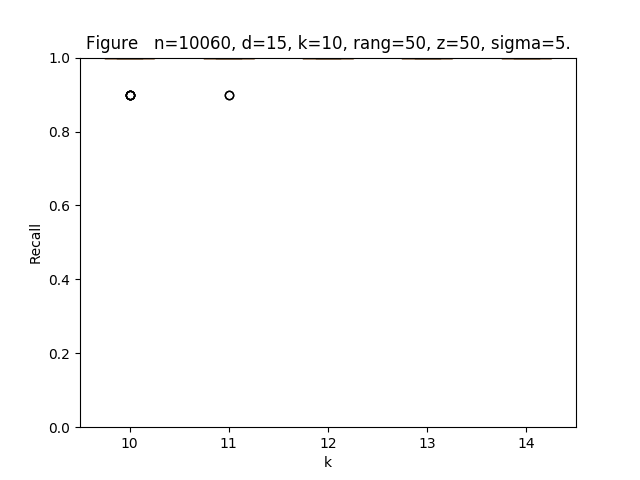 Figure   n=10060, d=15, k=10, rang=50, z=50, sigma=5.
1.0
0.8
0.6
0.4
0.2
0.0
Recall
10 11 12 13 14
k